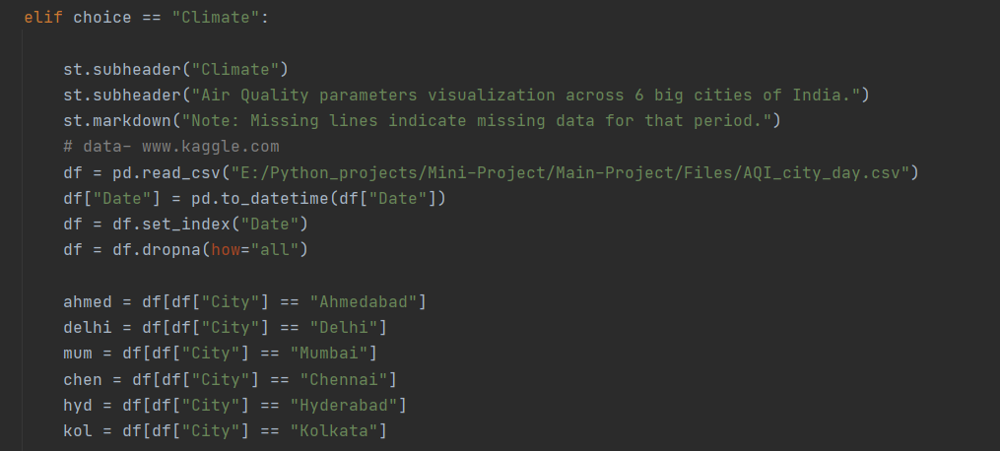 elif choice == "Climate":
st.subheader("Climate")
st.subheader("Air Quality parameters visualization across 6 big cities of India.")
st.markdown("Note: Missing lines indicate missing data for that period.")
# data- www.kaggle.com
df = pd.read_csv("E:/Python_projects/Mini-Project/Main-Project/Files/AQI_city_day.csv")
df["Date"] = pd.to_datetime(df["Date"])
df = df.set_index("Date")
df = df.dropna(how="all")
ahmed = df[df["City"] == "Ahmedabad"]
delhi = df[df["City"] == "Delhi"]
mum = df[df["City"] == "Mumbai"]
chen = df[df["City"] == "Chennai"]
hyd = df[df["City"] == "Hyderabad"]
kol = df[df["City"] == "Kolkata"]